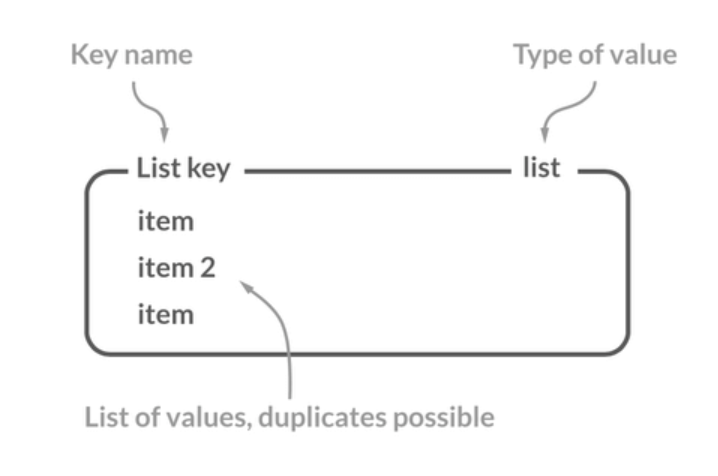 Key name
Type of value
List key
list
item
item 2
item
List of values, duplicates possible